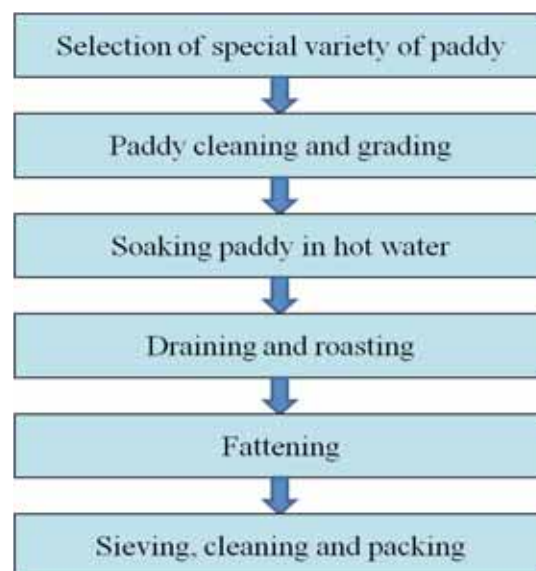 Selection of special variety of paddy
Paddy cleaning and grading
Soaking paddy in hot water
Draining and roasting
Fattening
Sieving, cleaning and packing